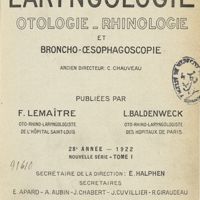 LARYNGOLOGIE
OTOLOGIE - RHINOLOGIE
ET
BRONCHO-ŒSOPHAGOSCOPIE
ANCIEN DIRECTEUR: C. CHAUVEAU
PUBLIÉES PAR
F. LEMAÎTRE L. BALDENWECK
OTO-RHINO-LARYNGOLOGISTE OTO-RHINO-LARYNGOLOGISTE
DE L'HÔPITAL SAINT-LOUIS DES HOPITAUX DE PARIS
28e ANNÉE - 1922
NOUVELLE SÉRIE - TOME I
91610
SECRÉTAIRE DE LA DIRECTION: E. HALPHEN
SECRÉTAIRES
E. APARD - A. AUBIN - J. CHABERT - J. CUVILLIER - R. GIRAUDEAU